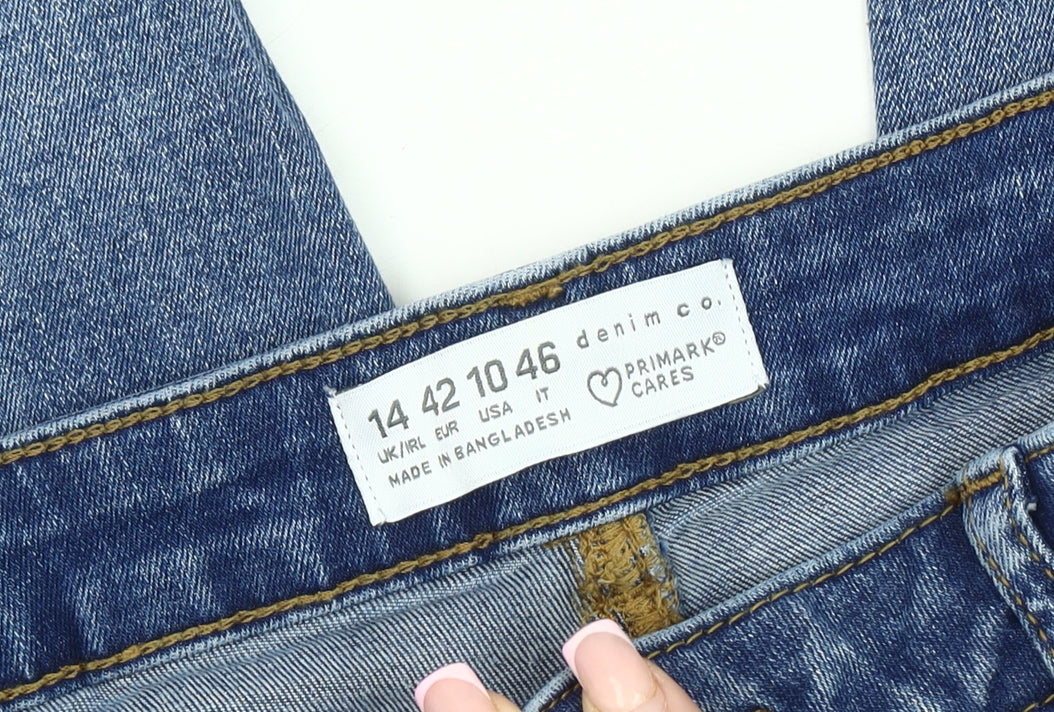 14 42 10 46
UK/IRL EUR USA IT
MADE IN BANGLADESH
denim co.
PRIMARK®
CARES